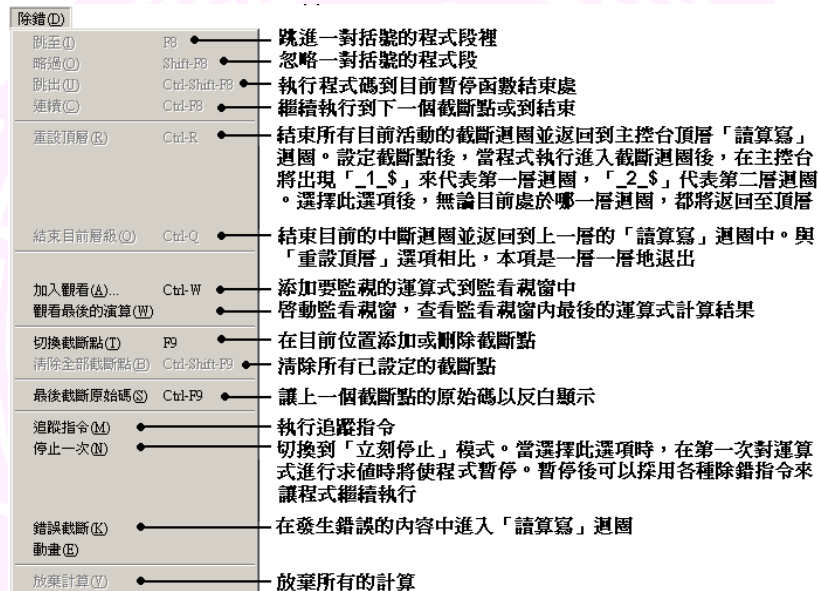 除錯(D)
跳至(I) F8 跳進一對括號的程式段裡
略過(O) Shift-F8 忽略一對括號的程式段
跳出(U) Ctrl-Shift-F8 執行程式碼到目前暫停函數結束處
連續(C) Ctrl-F8 繼續執行到下一個截斷點或到結束
重設頂層(R) Ctrl-R 結束所有目前活動的截斷迴圈並返回到主控台頂層「讀算寫」
迴圈。設定截斷點後，當程式執行進入截斷迴圈後，在主控台
將出現「_1_$」來代表第一層迴圈，「_2_$」代表第二層迴圈
。選擇此選項後，無論目前處於哪一層迴圈，都將返回至頂層
結束目前層級(Q) Ctrl-Q 結束目前的中斷迴圈並返回到上一層的「讀算寫」迴圈中。與
「重設頂層」選項相比，本項是一層一層地退出
加入觀看(A)... Ctrl-W 添加要監視的運算式到監看視窗中
觀看最後的演算(W) 啓動監看視窗，查看監看視窗內最後的運算式計算結果
切換截斷點(T) F9 在目前位置添加或刪除截斷點
清除全部截斷點(B) Ctrl-Shift-F9 清除所有已設定的截斷點
最後截斷原始碼(S) Ctrl-F9 讓上一個截斷點的原始碼以反白顯示
追蹤指令(M) 執行追蹤指令
停止一次(N) 切換到「立刻停止」模式。當選擇此選項時，在第一次對運算
式進行求值時將使程式暫停。暫停後可以採用各種除錯指令來
讓程式繼續執行
錯誤截斷(K) 在發生錯誤的內容中進入「讀算寫」迴圈
動畫(E)
放棄計算(V) 放棄所有的計算